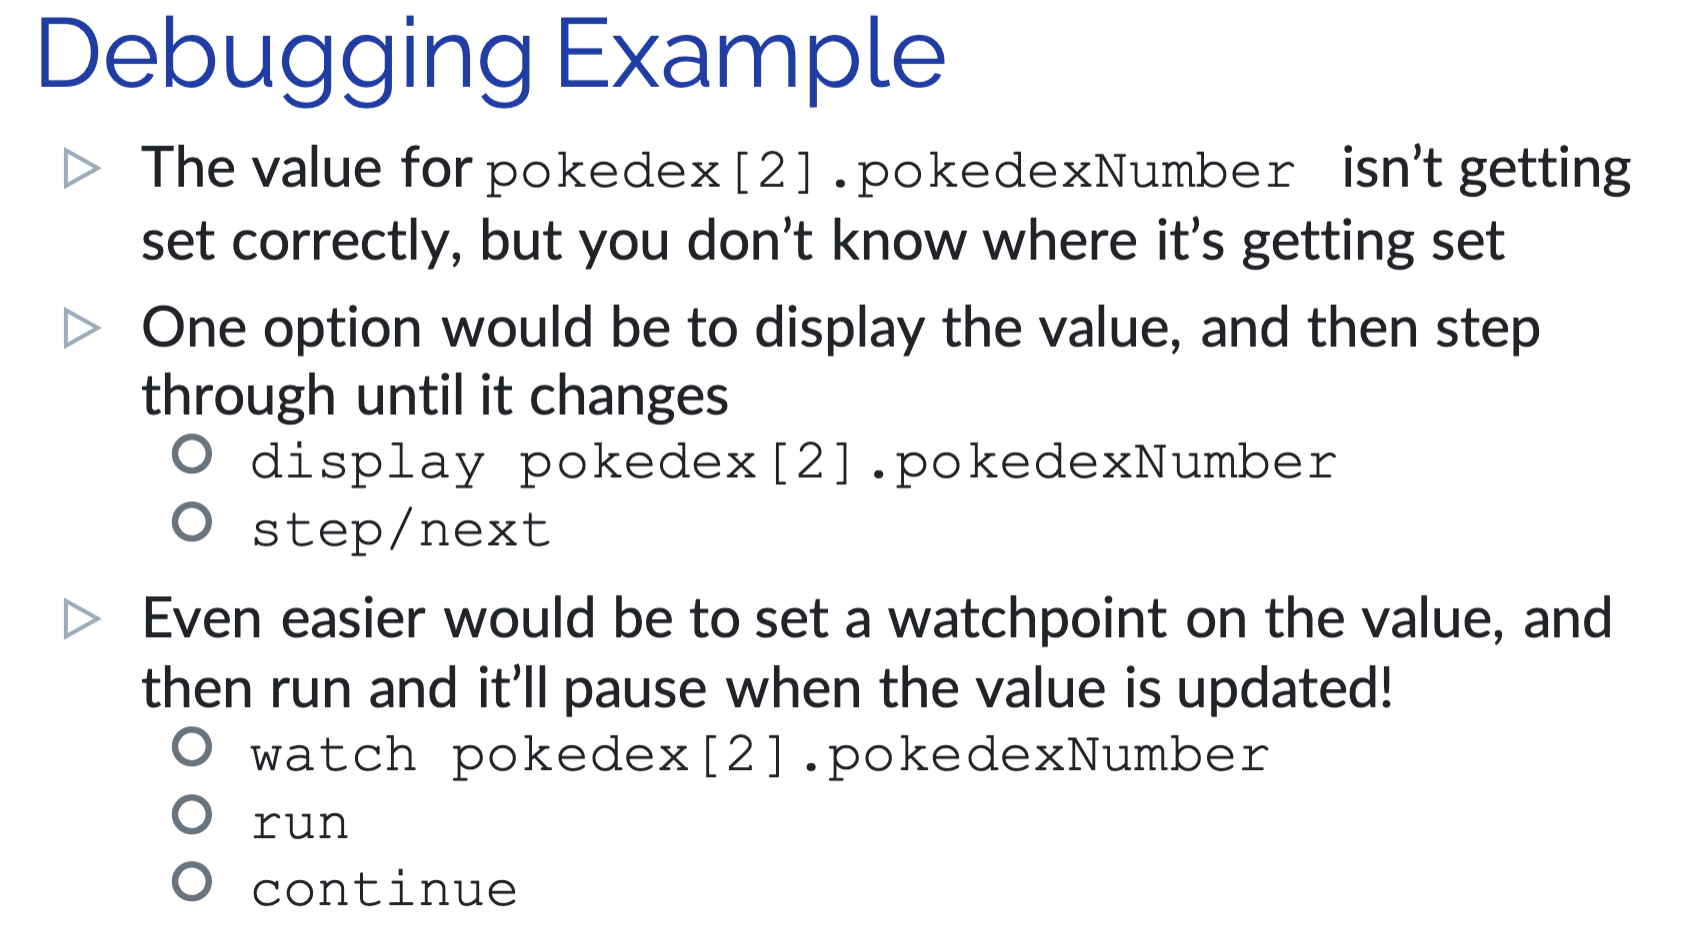 Debugging Example
The value for pokedex[2].pokedexNumber isn't getting
set correctly, but you don't know where it's getting set
One option would be to display the value, and then step
through until it changes
display pokedex[2].pokedexNumber
step/next
Even easier would be to set a watchpoint on the value, and
then run and it'll pause when the value is updated!
watch pokedex[2].pokedexNumber
run
continue